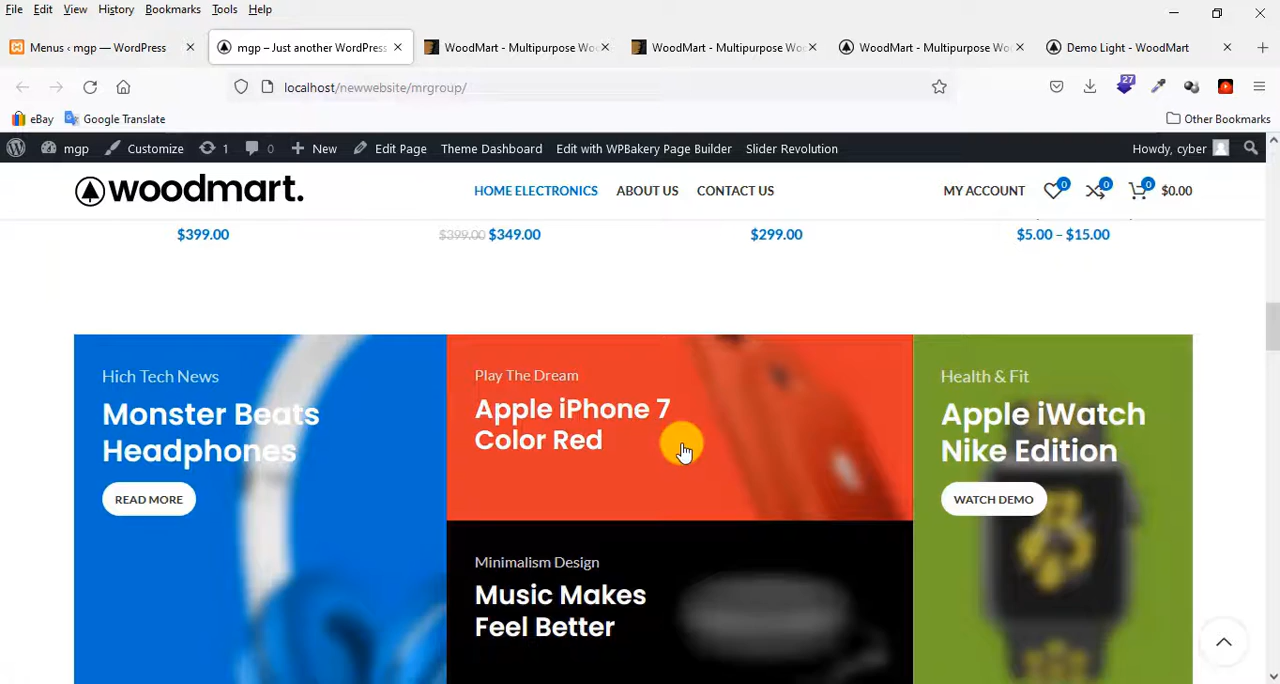 File Edit View History Bookmarks Tools Help
Menus ‹ mgp — WordPress
mgp – Just another WordPress
WoodMart - Multipurpose Wo
WoodMart - Multipurpose Wo
WoodMart - Multipurpose Wo
Demo Light - WoodMart
localhost/newwebsite/mrgroup/
27
eBay
Google Translate
Other Bookmarks
mgp
Customize
1
0
New
Edit Page
Theme Dashboard
Edit with WPBakery Page Builder
Slider Revolution
Howdy, cyber
woodmart.
HOME ELECTRONICS
ABOUT US
CONTACT US
MY ACCOUNT
0
0
0
$0.00
$399.00
$399.00 $349.00
$299.00
$5.00 – $15.00
Hich Tech News
Monster Beats
Headphones
READ MORE
Play The Dream
Apple iPhone 7
Color Red
Minimalism Design
Music Makes
Feel Better
Health & Fit
Apple iWatch
Nike Edition
WATCH DEMO